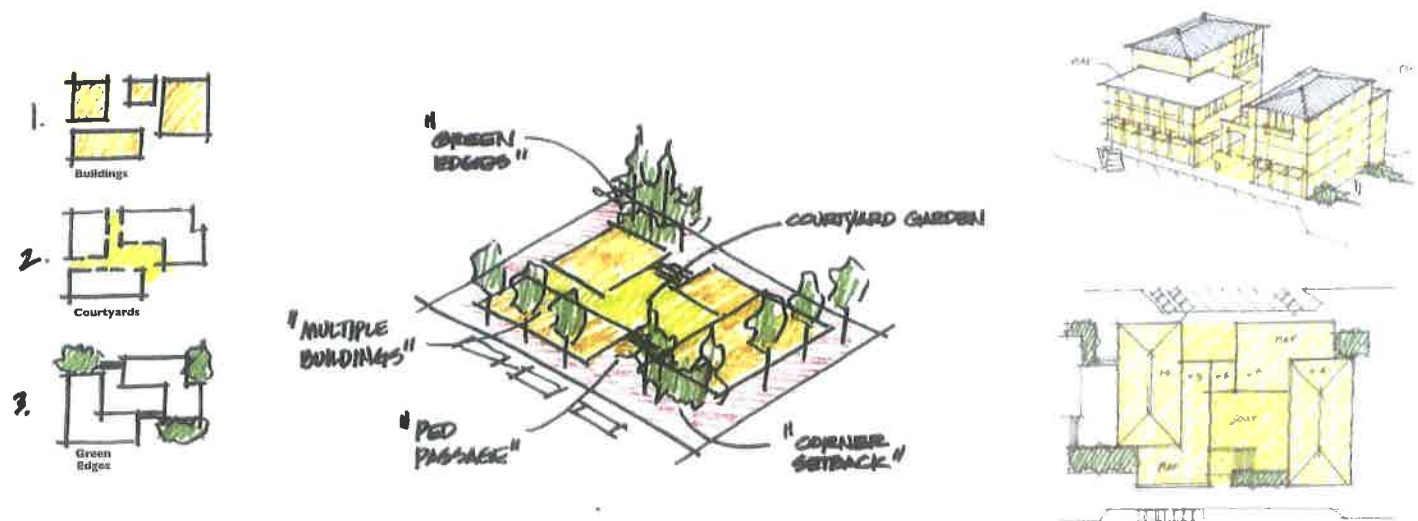 1.
Buildings
2.
Courtyards
3.
Green
Edges
"GREEN
EDGES"
COURTYARD GARDEN
"MULTIPLE
BUILDINGS"
"PED
PASSAGE"
"CORNER
SETBACK"